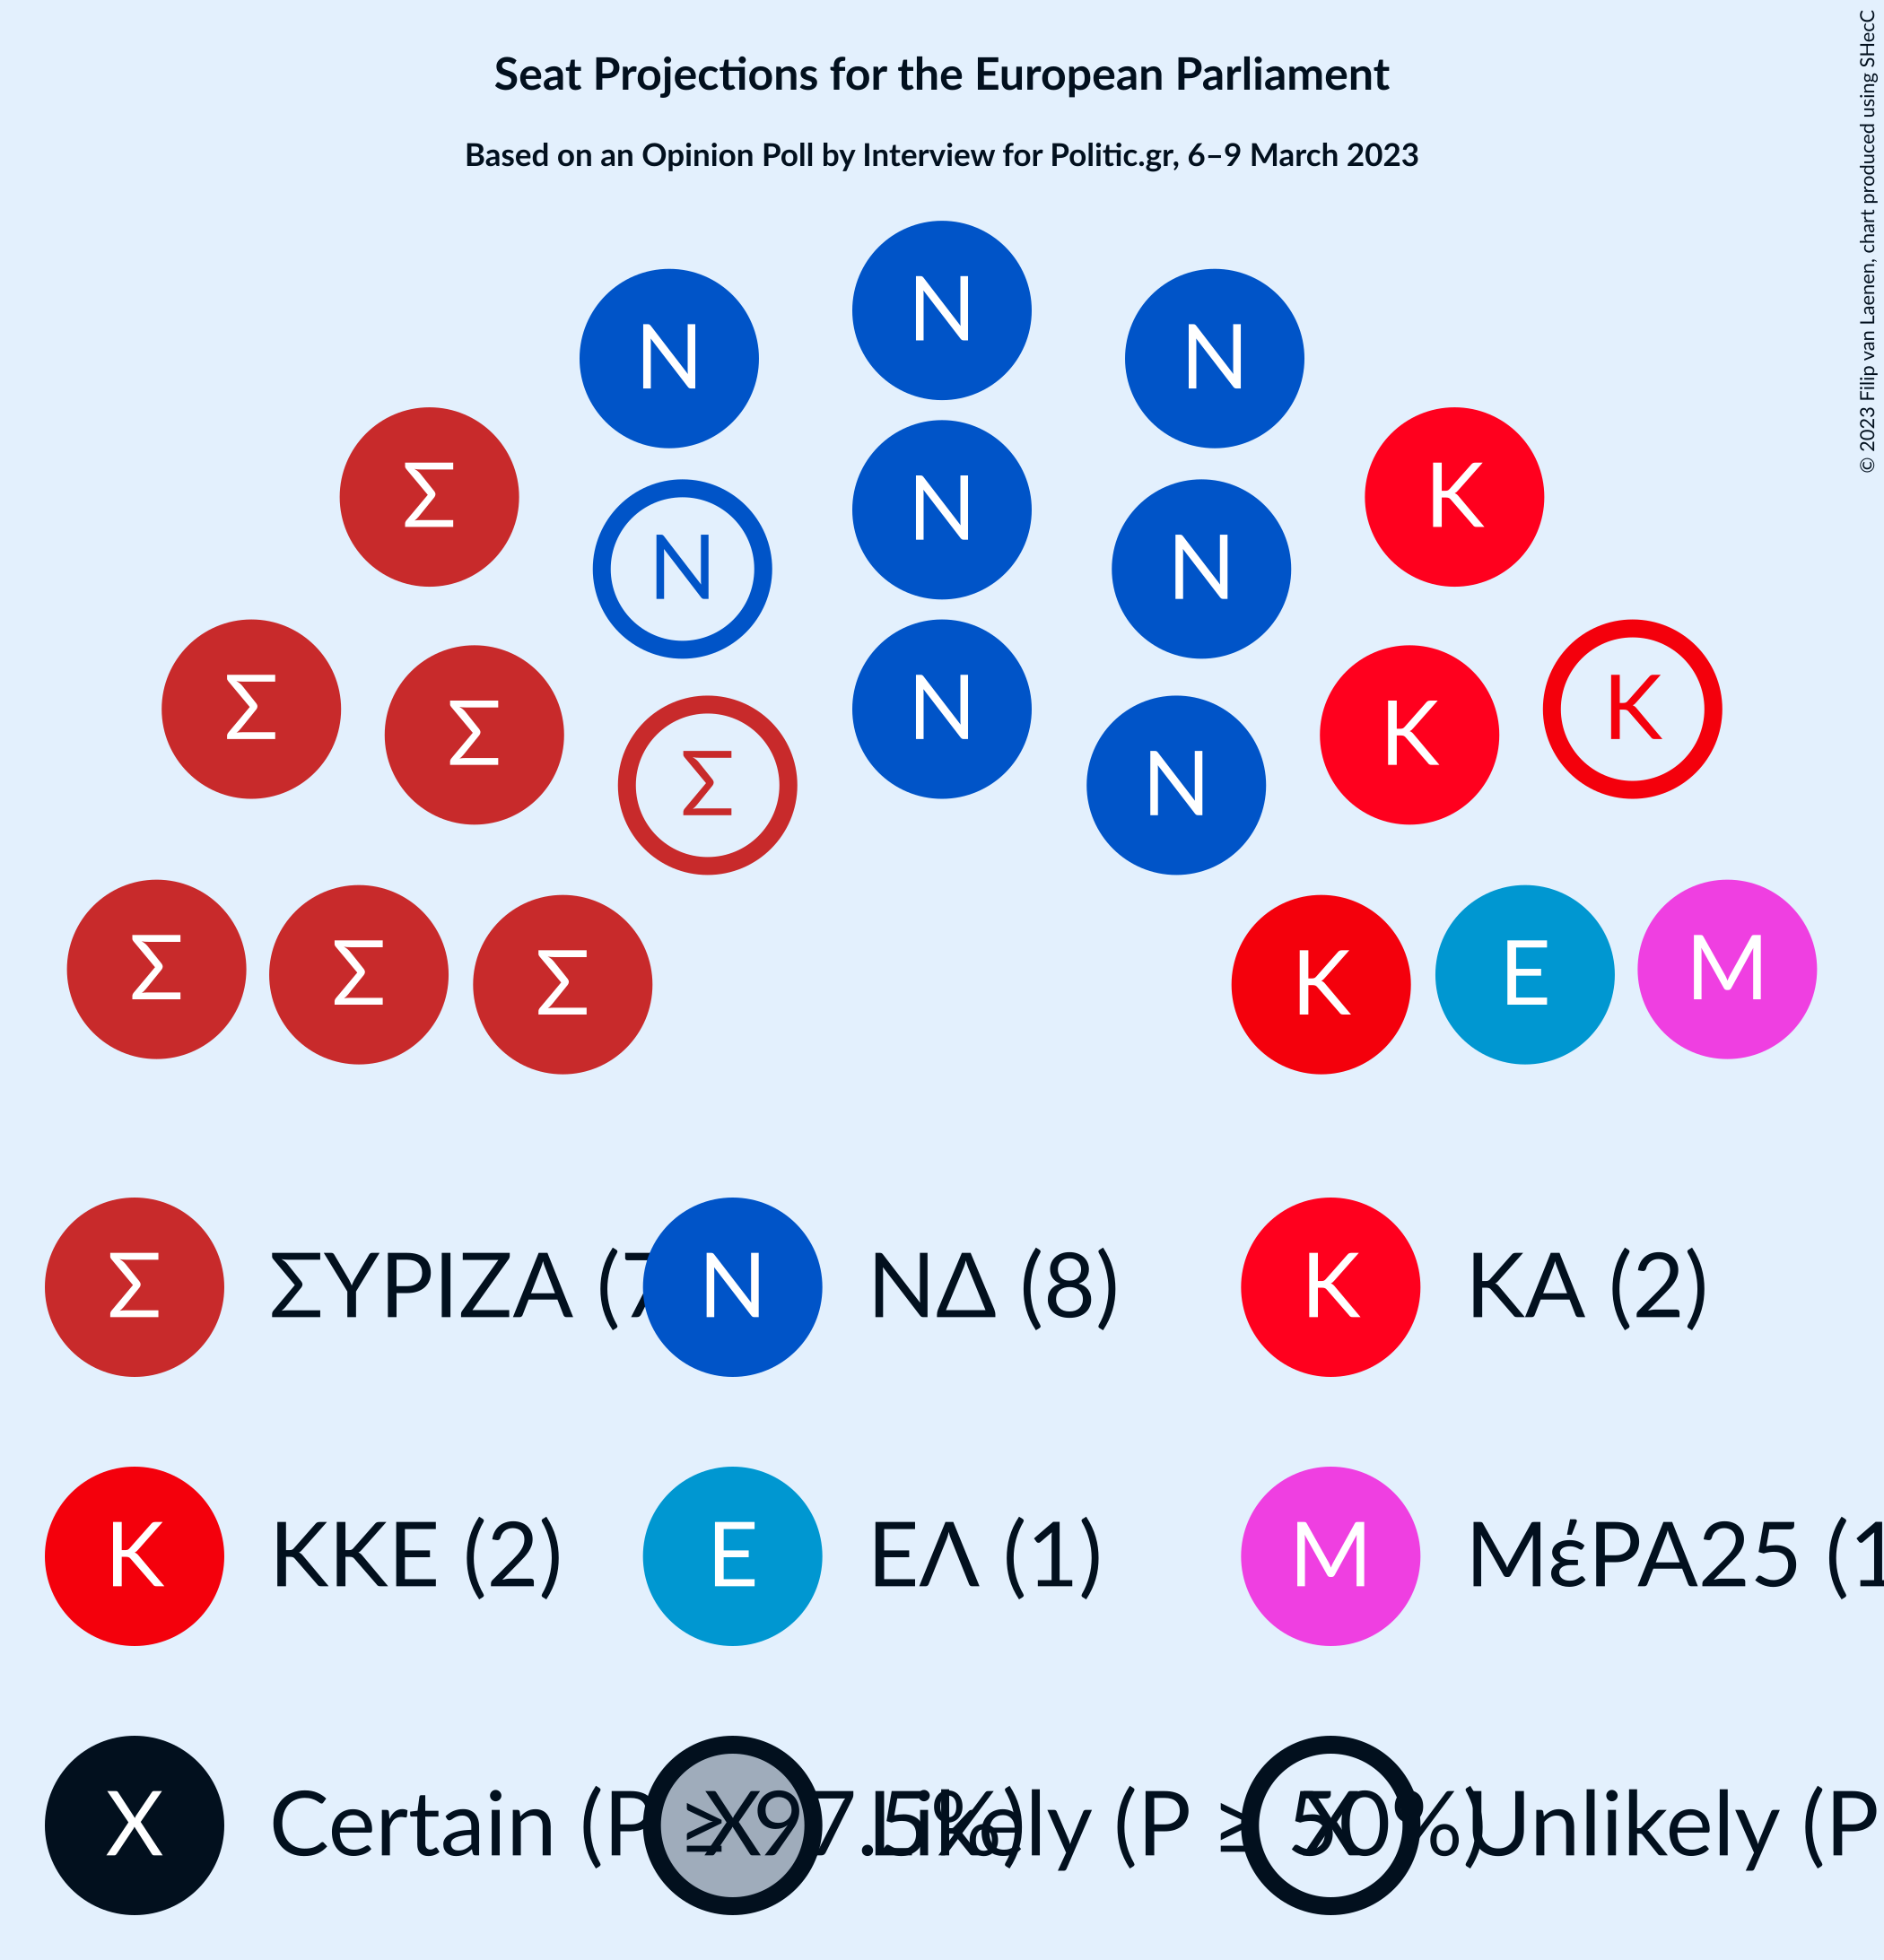 Seat Projections for the European Parliament
Based on an Opinion Poll by Interview for Politic.gr, 6–9 March 2023
© 2023 Filip van Laenen, chart produced using SHecC
N
N N
Σ K
N
N N
Σ K
Σ K
N
Σ N
Σ M
Σ E
Σ K
Σ ΣΥΡΙΖΑ (7 N ΝΔ (8) K ΚΑ (2)
K ΚΚΕ (2) E ΕΛ (1) M ΜέΡΑ25 (1
X Certain (P ≥ 97.5%) X Likely (P ≥ 50%) X Unlikely (P